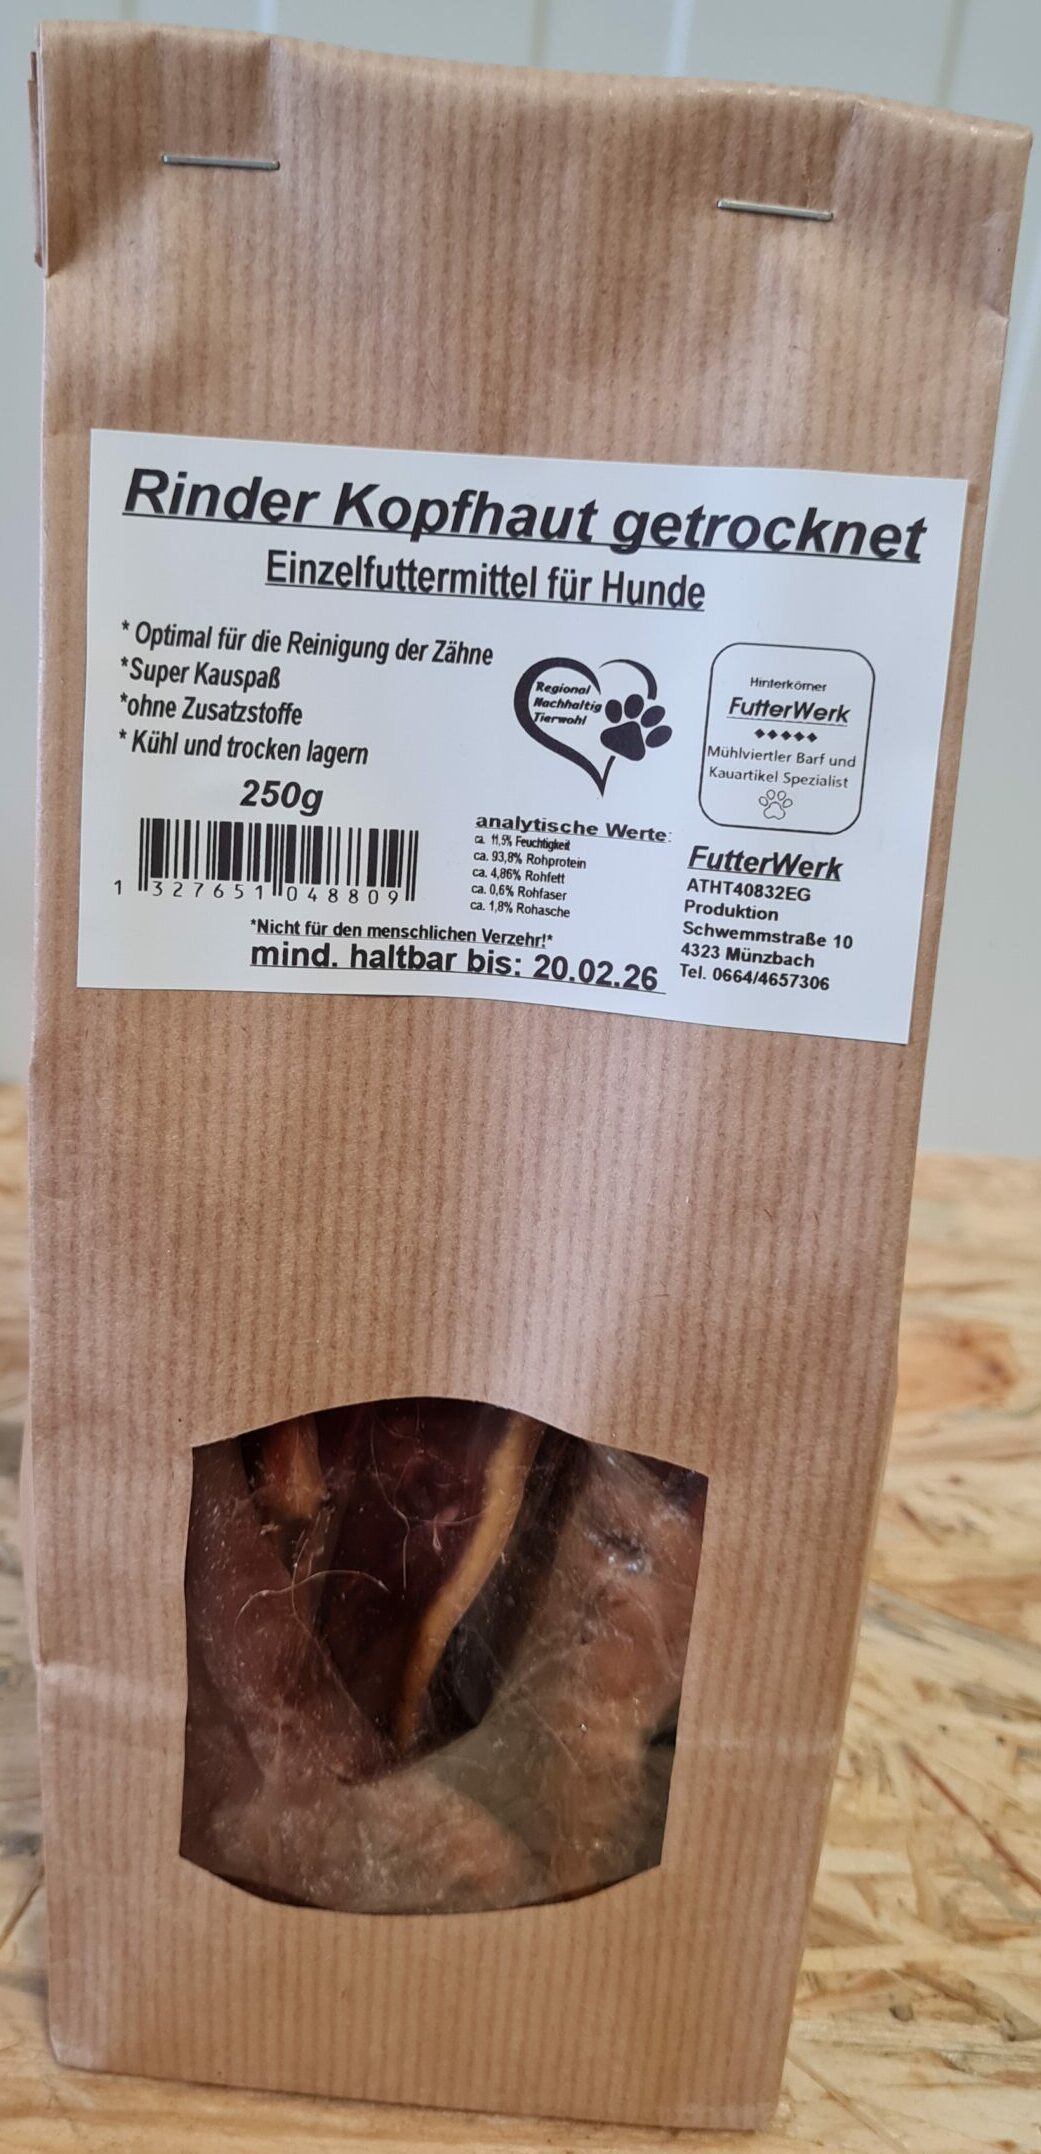 Rinder Kopfhaut getrocknet
Einzelfuttermittel für Hunde
* Optimal für die Reinigung der Zähne
*Super Kauspaß
*ohne Zusatzstoffe
* Kühl und trocken lagern
250g
1 327651 048809
Regional
Nachhaltig
Tierwohl
Hinterkörner
FutterWerk
Mühlviertler Barf und
Kauartikel Spezialist
analytische Werte:
ca. 11,5% Feuchtigkeit
ca. 93,8% Rohprotein
ca. 4,86% Rohfett
ca. 0,6% Rohfaser
ca. 1,8% Rohasche
FutterWerk
ATHT40832EG
Produktion
Schwemmstraße 10
4323 Münzbach
Tel. 0664/4657306
*Nicht für den menschlichen Verzehr!*
mind. haltbar bis: 20.02.26